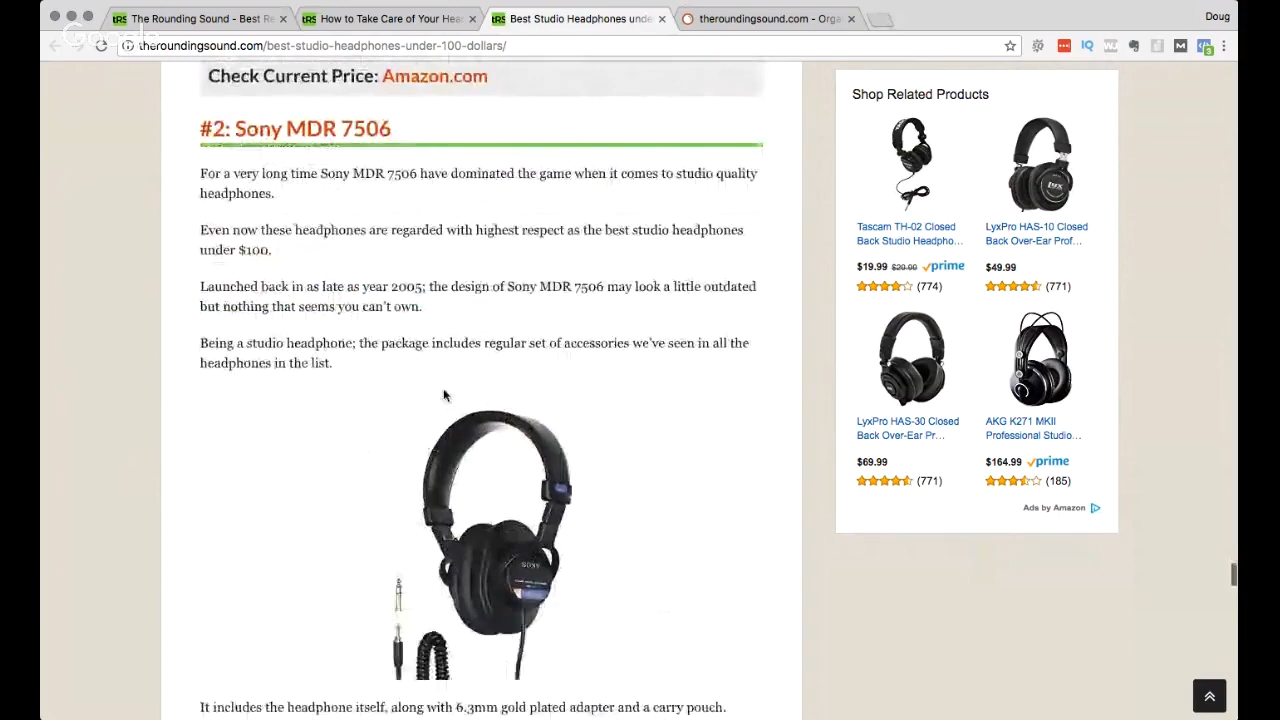 The Rounding Sound - Best Re
How to Take Care of Your Hea
Best Studio Headphones unde
theroundingsound.com - Orga
Doug
Google
theroundingsound.com/best-studio-headphones-under-100-dollars/
Check Current Price: Amazon.com
#2: Sony MDR 7506
For a very long time Sony MDR 7506 have dominated the game when it comes to studio quality
headphones.
Even now these headphones are regarded with highest respect as the best studio headphones
under $100.
Launched back in as late as year 2005; the design of Sony MDR 7506 may look a little outdated
but nothing that seems you can't own.
Being a studio headphone; the package includes regular set of accessories we've seen in all the
headphones in the list.
SONY
It includes the headphone itself, along with 6.3mm gold plated adapter and a carry pouch.
Shop Related Products
Tascam TH-02 Closed
Back Studio Headpho...
$19.99 $29.99 prime
(774)
LyxPro HAS-10 Closed
Back Over-Ear Prof...
$49.99
(771)
LyxPro HAS-30 Closed
Back Over-Ear Pr...
$69.99
(771)
AKG K271 MKII
Professional Studio...
$164.99 prime
(185)
Ads by Amazon